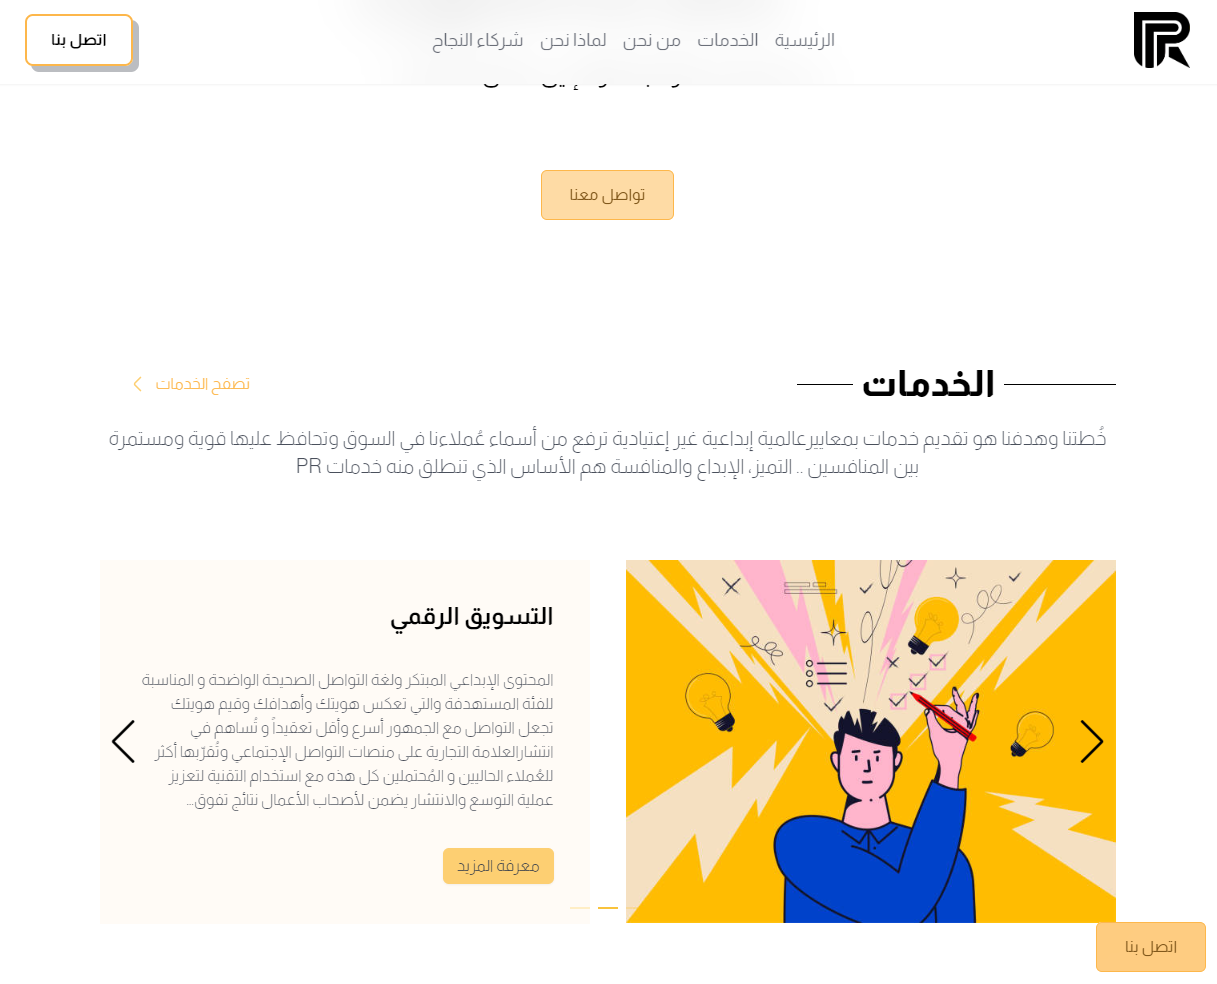 الرئيسية
الخدمات
من نحن
لماذا نحن
شركاء النجاح
اتصل بنا
تواصل معنا
الخدمات
تصفح الخدمات
خُطتنا وهدفنا هو تقديم خدمات بمعاييرعالمية إبداعية غير إعتيادية ترفع من أسماء عُملاءنا في السوق وتحافظ عليها قوية ومستمرة
بين المنافسين .. التميز، الإبداع والمنافسة هم الأساس الذي تنطلق منه خدمات PR
التسويق الرقمي
المحتوى الإبداعي المبتكر ولغة التواصل الصحيحة الواضحة و المناسبة
للفئة المستهدفة والتي تعكس هويتك وأهدافك وقيم هويتك
تجعل التواصل مع الجمهور أسرع وأقل تعقيداً و تُساهم في
انتشارالعلامة التجارية على منصات التواصل الإجتماعي وتُقرّبها أكثر
للعُملاء الحاليين و المُحتملين كل هذه مع استخدام التقنية لتعزيز
عملية التوسع والانتشار يضمن لأصحاب الأعمال نتائج تفوق...
معرفة المزيد
اتصل بنا